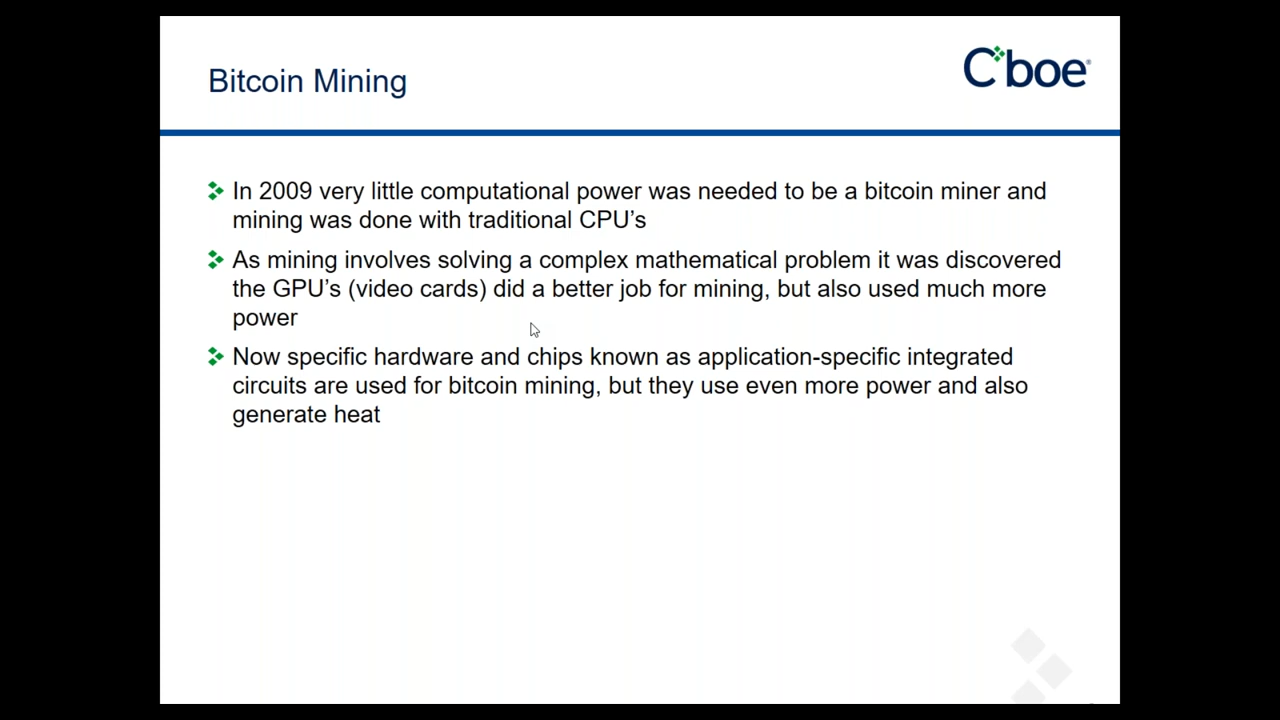 Bitcoin Mining
Cboe®
In 2009 very little computational power was needed to be a bitcoin miner and
mining was done with traditional CPU’s
As mining involves solving a complex mathematical problem it was discovered
the GPU’s (video cards) did a better job for mining, but also used much more
power
Now specific hardware and chips known as application-specific integrated
circuits are used for bitcoin mining, but they use even more power and also
generate heat